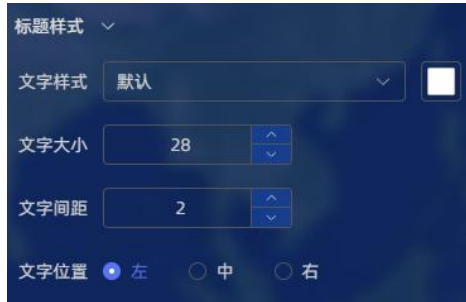 标题样式
文字样式 默认
文字大小 28
文字间距 2
文字位置 左 中 右